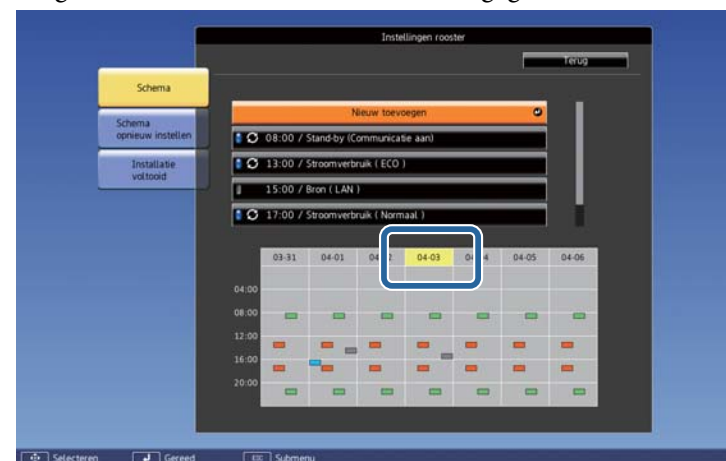 Instellingen rooster
Terug
Schema
Schema
opnieuw instellen
Installatie
voltooid
Nieuw toevoegen
08:00 / Stand-by (Communicatie aan)
13:00 / Stroomverbruik ( ECO )
15:00 / Bron ( LAN )
17:00 / Stroomverbruik ( Normaal )
03-31 04-01 04-03 04-05 04-06
04:00
08:00
12:00
16:00
20:00
Selecteren Gereed Esc Submenu